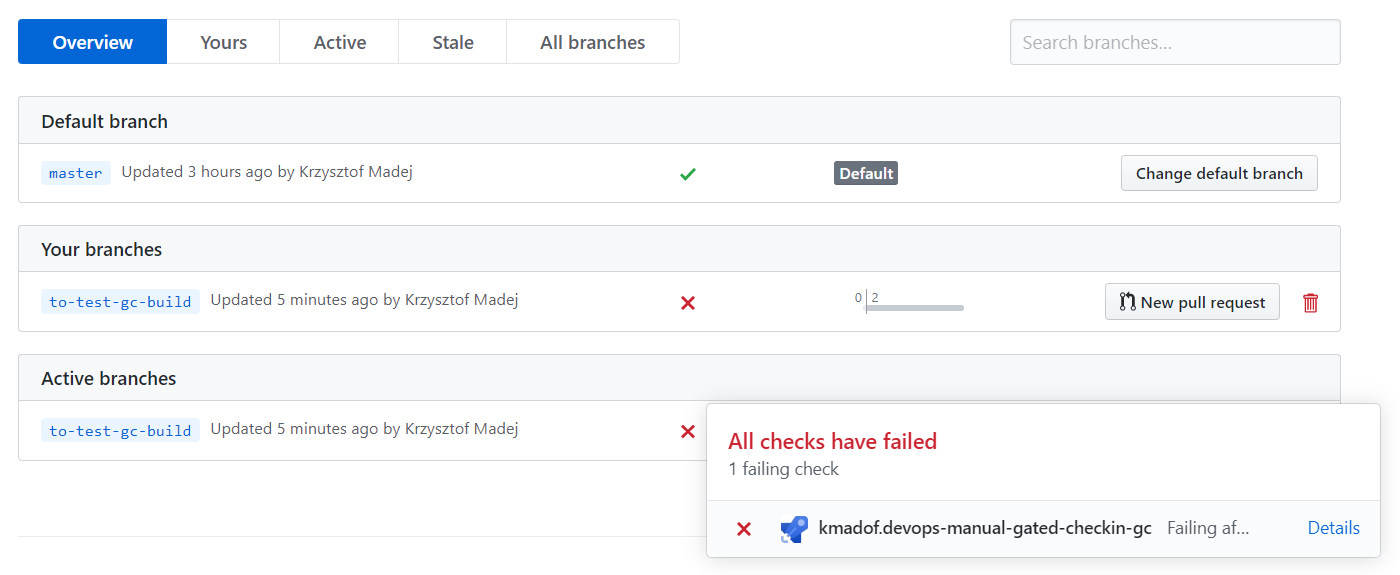 Overview Yours Active Stale All branches Search branches...
Default branch
master Updated 3 hours ago by Krzysztof Madej Default Change default branch
Your branches
to-test-gc-build Updated 5 minutes ago by Krzysztof Madej 0 2 New pull request
Active branches
to-test-gc-build Updated 5 minutes ago by Krzysztof Madej
All checks have failed
1 failing check
kmadof.devops-manual-gated-checkin-gc Failing af... Details